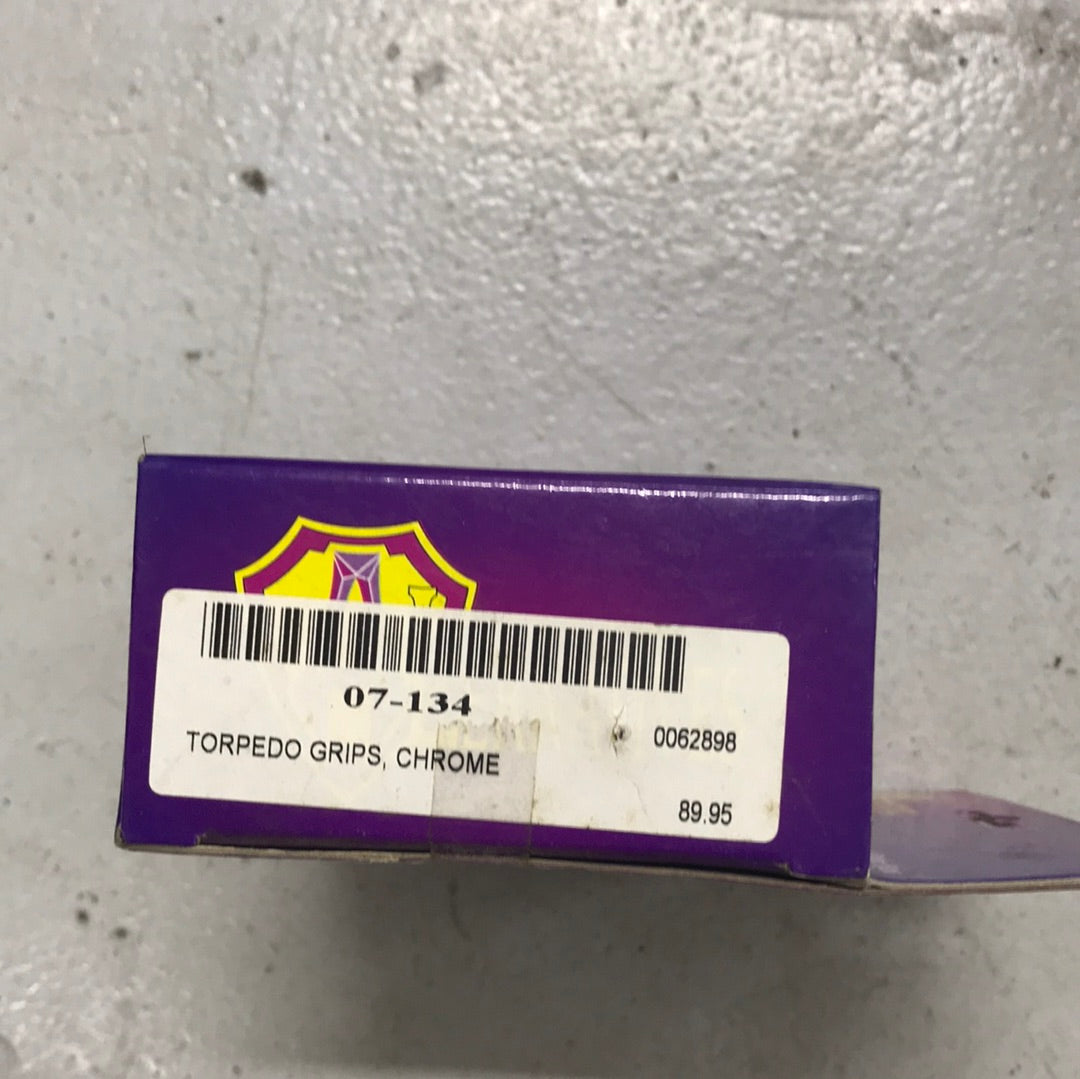 07-134
TORPEDO GRIPS, CHROME
0062898
89.95